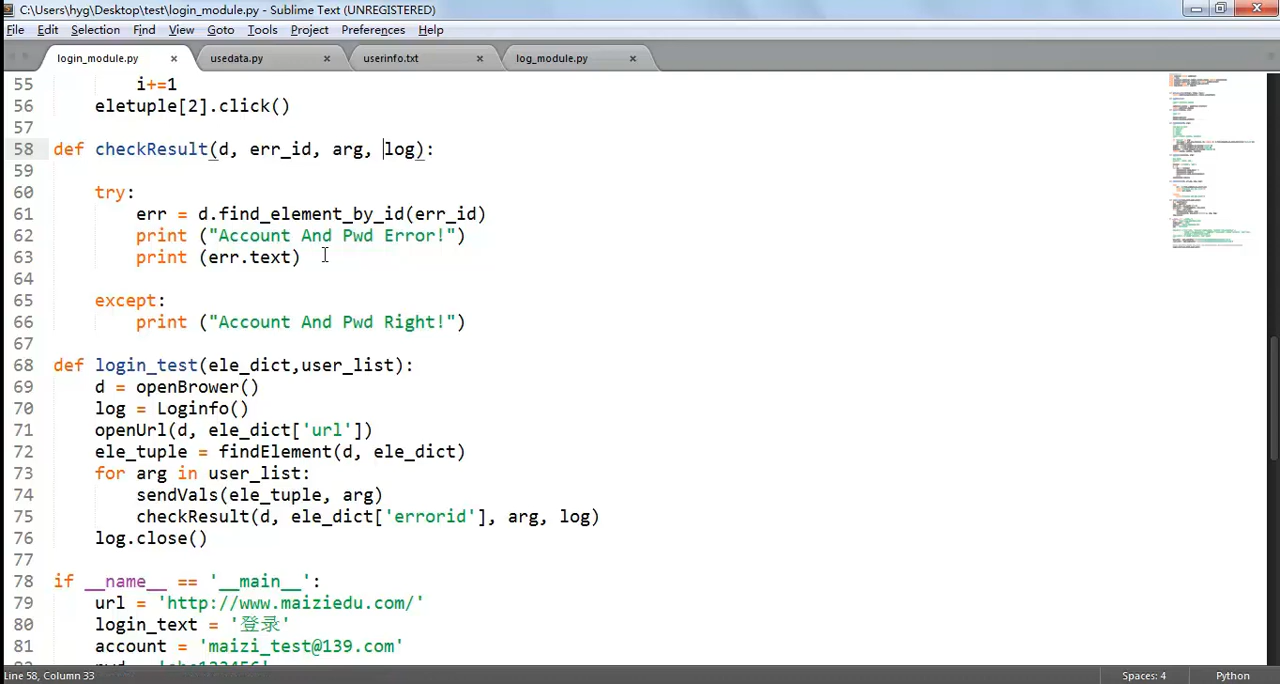 C:\Users\hyg\Desktop\test\login_module.py - Sublime Text (UNREGISTERED)
File Edit Selection Find View Goto Tools Project Preferences Help
login_module.py × usedata.py × userinfo.txt × log_module.py ×
55 i+=1
56 eletuple[2].click()
57
58 def checkResult(d, err_id, arg, log):
59
60 try:
61 err = d.find_element_by_id(err_id)
62 print ("Account And Pwd Error!")
63 print (err.text)
64
65 except:
66 print ("Account And Pwd Right!")
67
68 def login_test(ele_dict,user_list):
69 d = openBrower()
70 log = Loginfo()
71 openUrl(d, ele_dict['url'])
72 ele_tuple = findElement(d, ele_dict)
73 for arg in user_list:
74 sendVals(ele_tuple, arg)
75 checkResult(d, ele_dict['errorid'], arg, log)
76 log.close()
77
78 if __name__ == '__main__':
79 url = 'http://www.maiziedu.com/'
80 login_text = '登录'
81 account = 'maizi_test@139.com'
Line 58, Column 33 Spaces: 4 Python